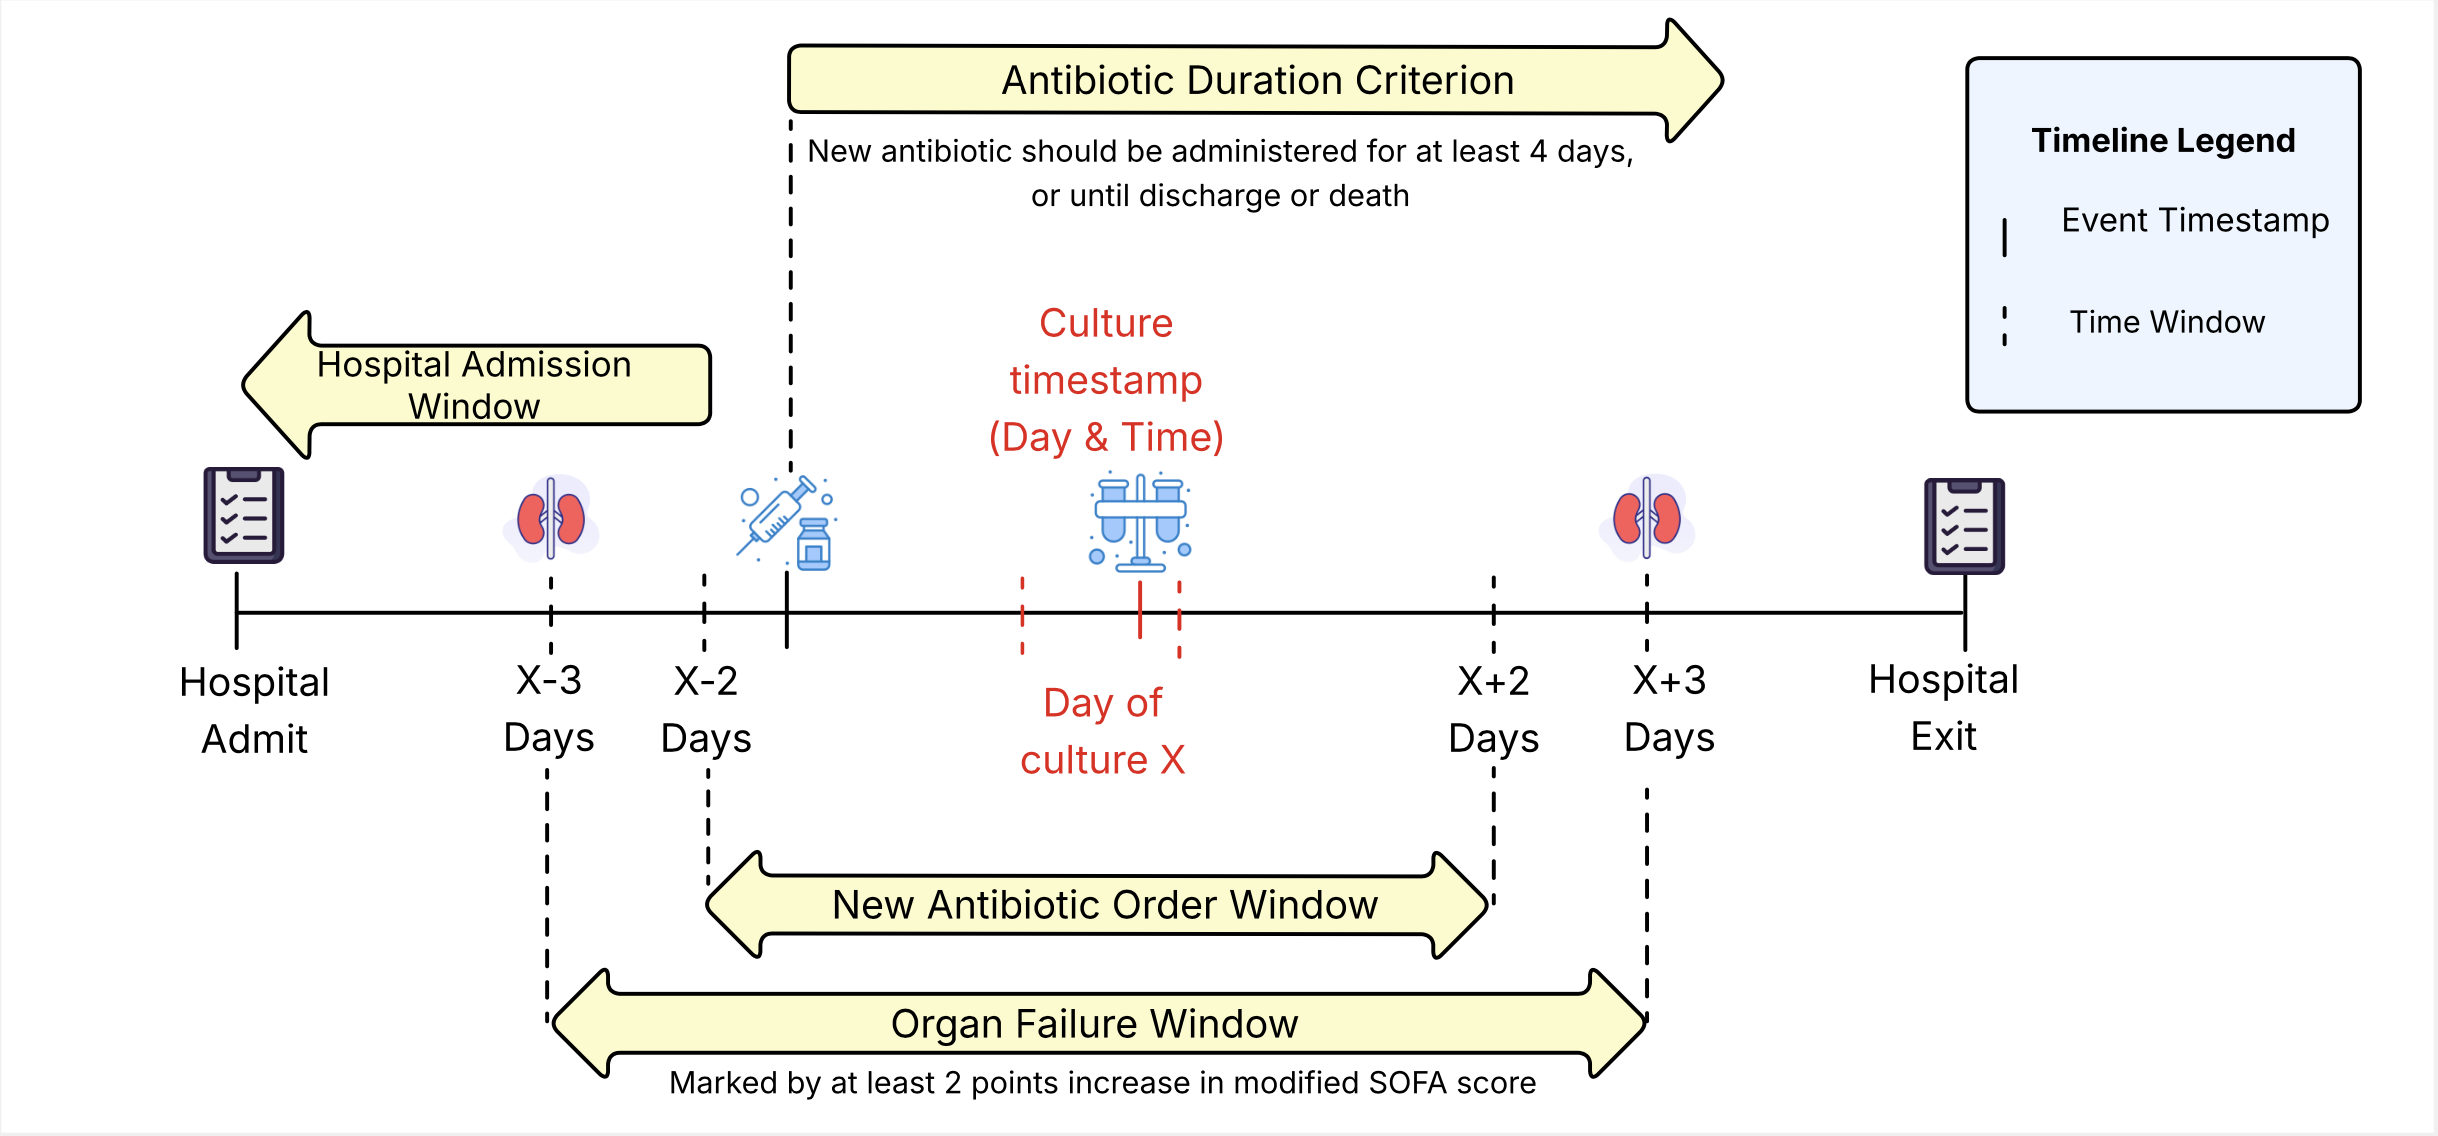 Antibiotic Duration Criterion
New antibiotic should be administered for at least 4 days,
or until discharge or death
Timeline Legend
Event Timestamp
Time Window
Hospital Admission
Window
Culture
timestamp
(Day & Time)
Hospital
Admit
X-3
Days
X-2
Days
Day of
culture X
X+2
Days
X+3
Days
Hospital
Exit
New Antibiotic Order Window
Organ Failure Window
Marked by at least 2 points increase in modified SOFA score